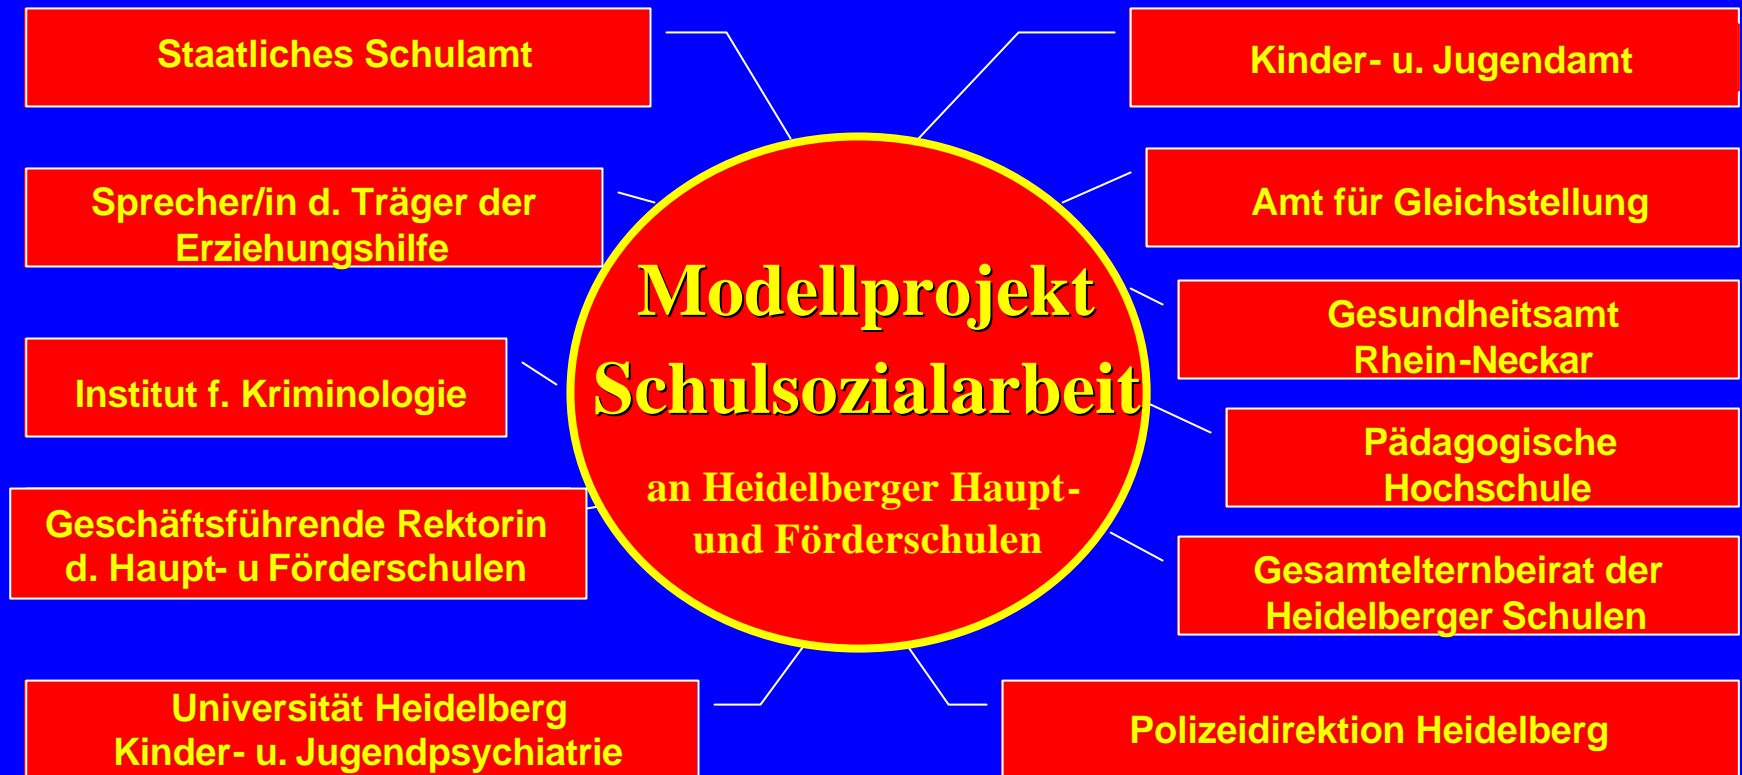 Staatliches Schulamt
Kinder- u. Jugendamt
Sprecher/in d. Träger der
Erziehungshilfe
Amt für Gleichstellung
Modellprojekt
Schulsozialarbeit
an Heidelberger Haupt-
und Förderschulen
Gesundheitsamt
Rhein-Neckar
Institut f. Kriminologie
Pädagogische
Hochschule
Geschäftsführende Rektorin
d. Haupt- u Förderschulen
Gesamtelternbeirat der
Heidelberger Schulen
Universität Heidelberg
Kinder- u. Jugendpsychiatrie
Polizeidirektion Heidelberg